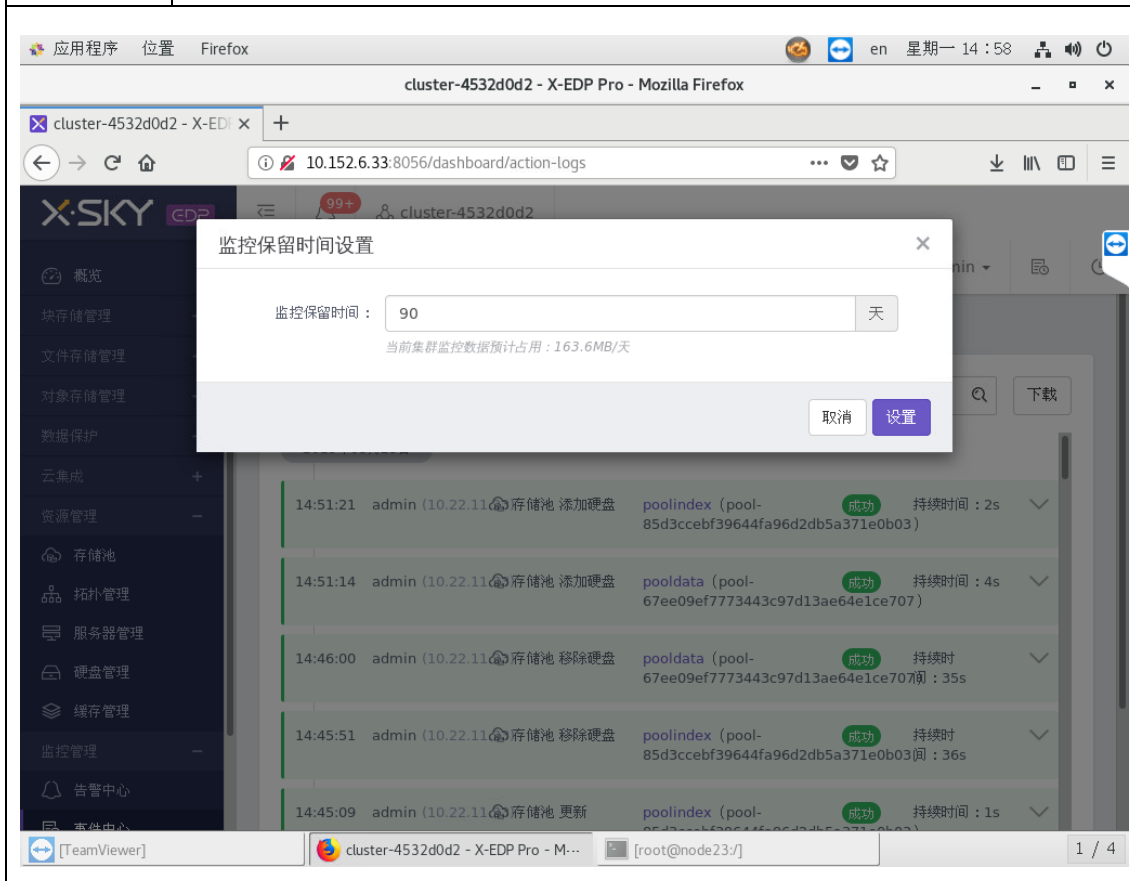 应用程序 位置 Firefox en 星期一 14：58
cluster-4532d0d2 - X-EDP Pro - Mozilla Firefox
cluster-4532d0d2 - X-ED
10.152.6.33:8056/dashboard/action-logs
X·SKY EDP 99+ cluster-4532d0d2
监控保留时间设置
min
概览
监控保留时间： 90 天
块存储管理
当前集群监控数据预计占用：163.6MB/天
文件存储管理
对象存储管理 下载
取消 设置
数据保护
云集成
资源管理
14:51:21 admin (10.22.11 存储池 添加硬盘 poolindex (pool- 成功 持续时间：2s
85d3ccebf39644fa96d2db5a371e0b03)
存储池
14:51:14 admin (10.22.11 存储池 添加硬盘 pooldata (pool- 成功 持续时间：4s
67ee09ef7773443c97d13ae64e1ce707)
拓扑管理
服务器管理
14:46:00 admin (10.22.11 存储池 移除硬盘 pooldata (pool- 成功 持续时
67ee09ef7773443c97d13ae64e1ce707 间：35s
硬盘管理
缓存管理
14:45:51 admin (10.22.11 存储池 移除硬盘 poolindex (pool- 成功 持续时
85d3ccebf39644fa96d2db5a371e0b03 间：36s
监控管理
告警中心
14:45:09 admin (10.22.11 存储池 更新 poolindex (pool- 成功 持续时间：1s
事件中心
[TeamViewer] cluster-4532d0d2 - X-EDP Pro - M··· [root@node23:/] 1 / 4